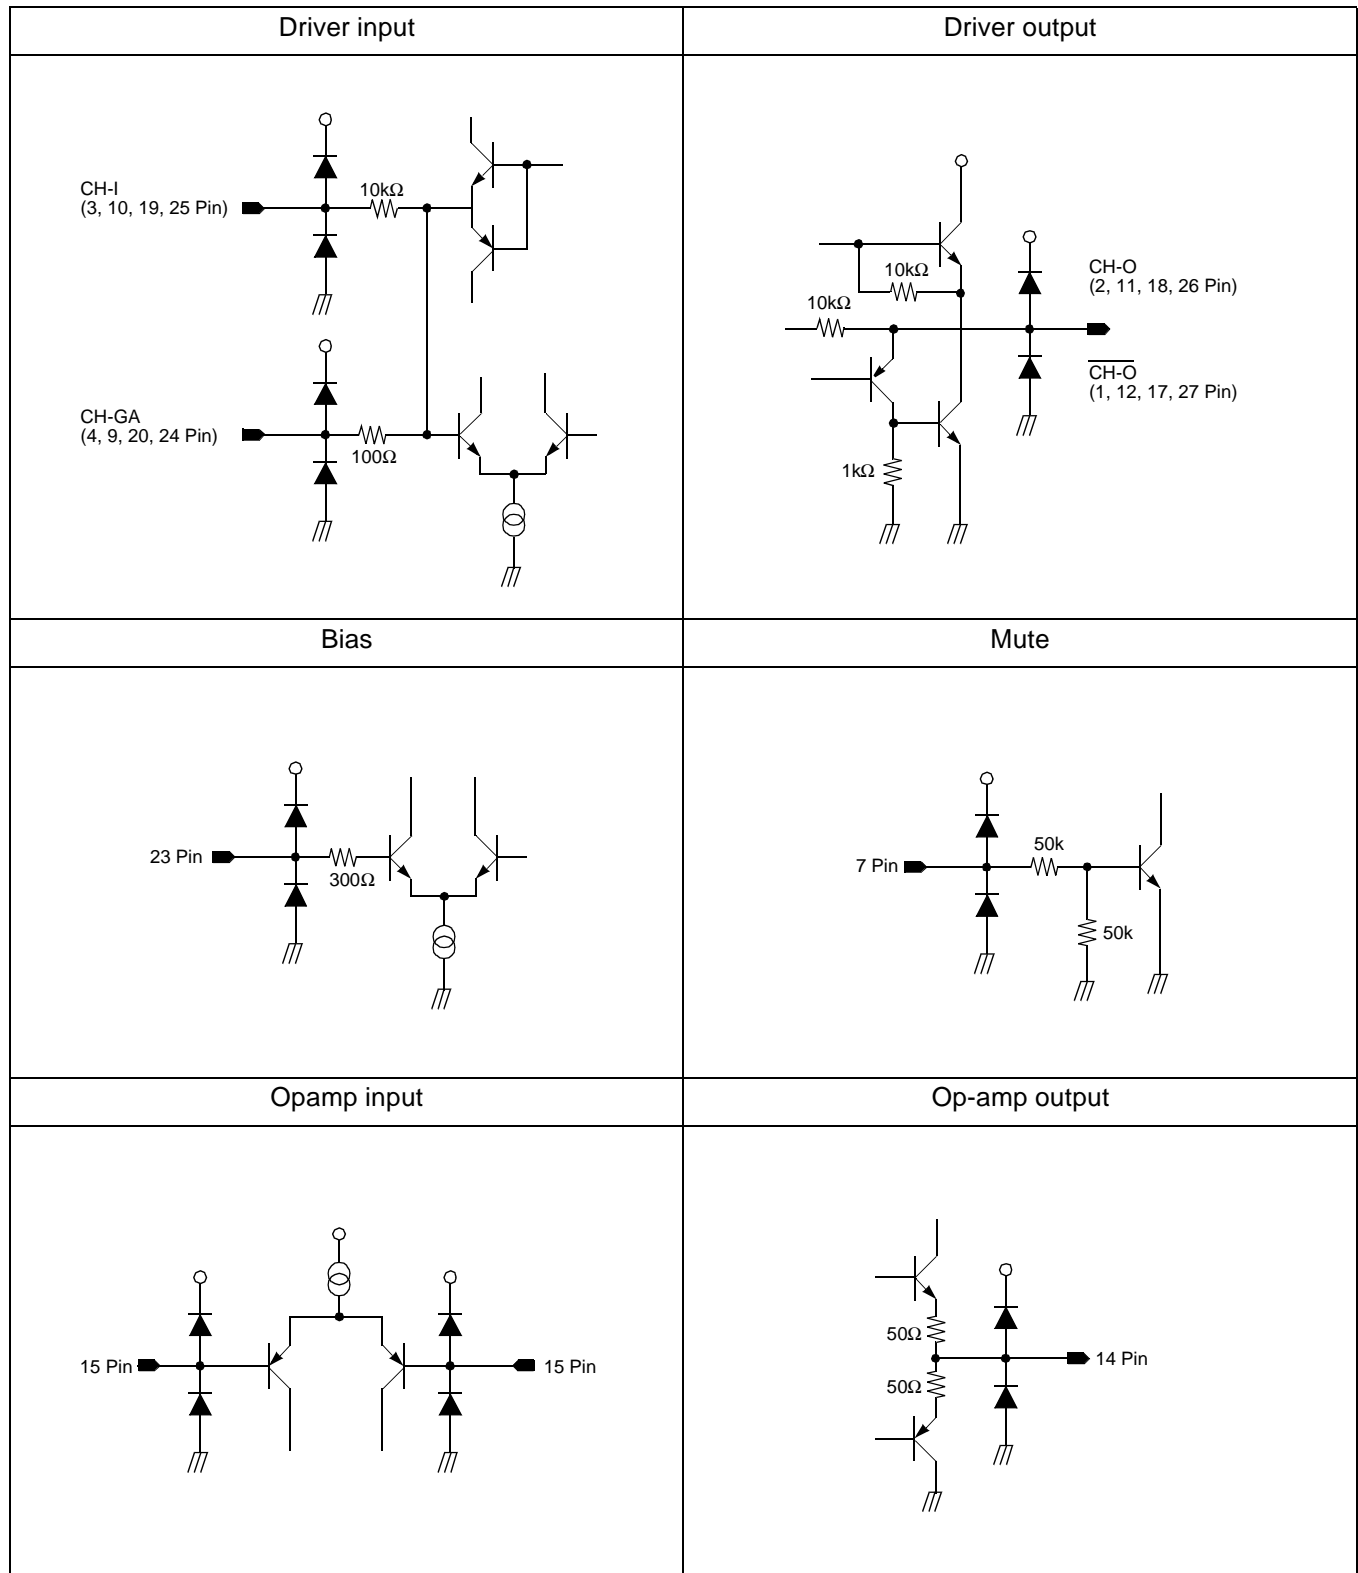 Driver input
Driver output
CH-I
(3, 10, 19, 25 Pin)
10kΩ
CH-GA
(4, 9, 20, 24 Pin)
100Ω
10kΩ
10kΩ
1kΩ
CH-O
(2, 11, 18, 26 Pin)
CH-O
(1, 12, 17, 27 Pin)
Bias
Mute
23 Pin
300Ω
7 Pin
50k
50k
Opamp input
Op-amp output
15 Pin
15 Pin
50Ω
50Ω
14 Pin